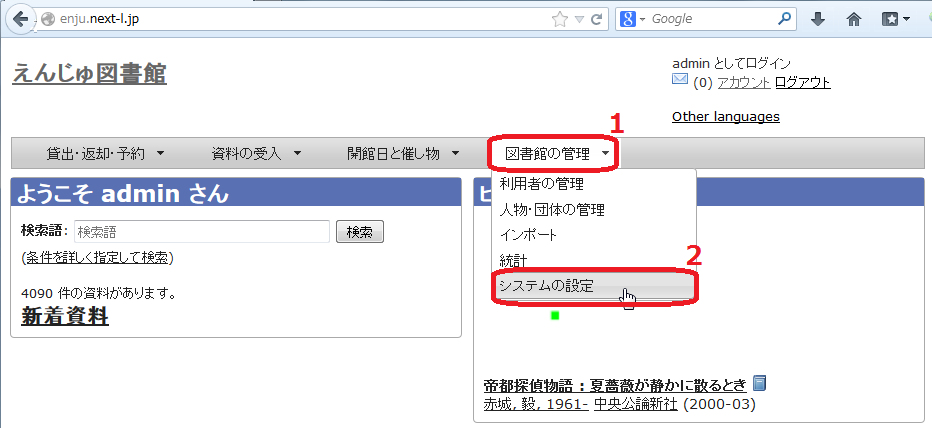 enju.next-l.jp
Google
えんじゅ図書館
admin としてログイン
(0) アカウント ログアウト
Other languages
1
貸出・返却・予約 資料の受入 開館日と催し物 図書館の管理
利用者の管理
人物・団体の管理
インポート
統計
2
システムの設定
ようこそ admin さん
検索語: 検索語 検索
(条件を詳しく指定して検索)
4090 件の資料があります。
新着資料
帝都探偵物語 : 夏薔薇が静かに散るとき
赤城, 毅, 1961- 中央公論新社 (2000-03)